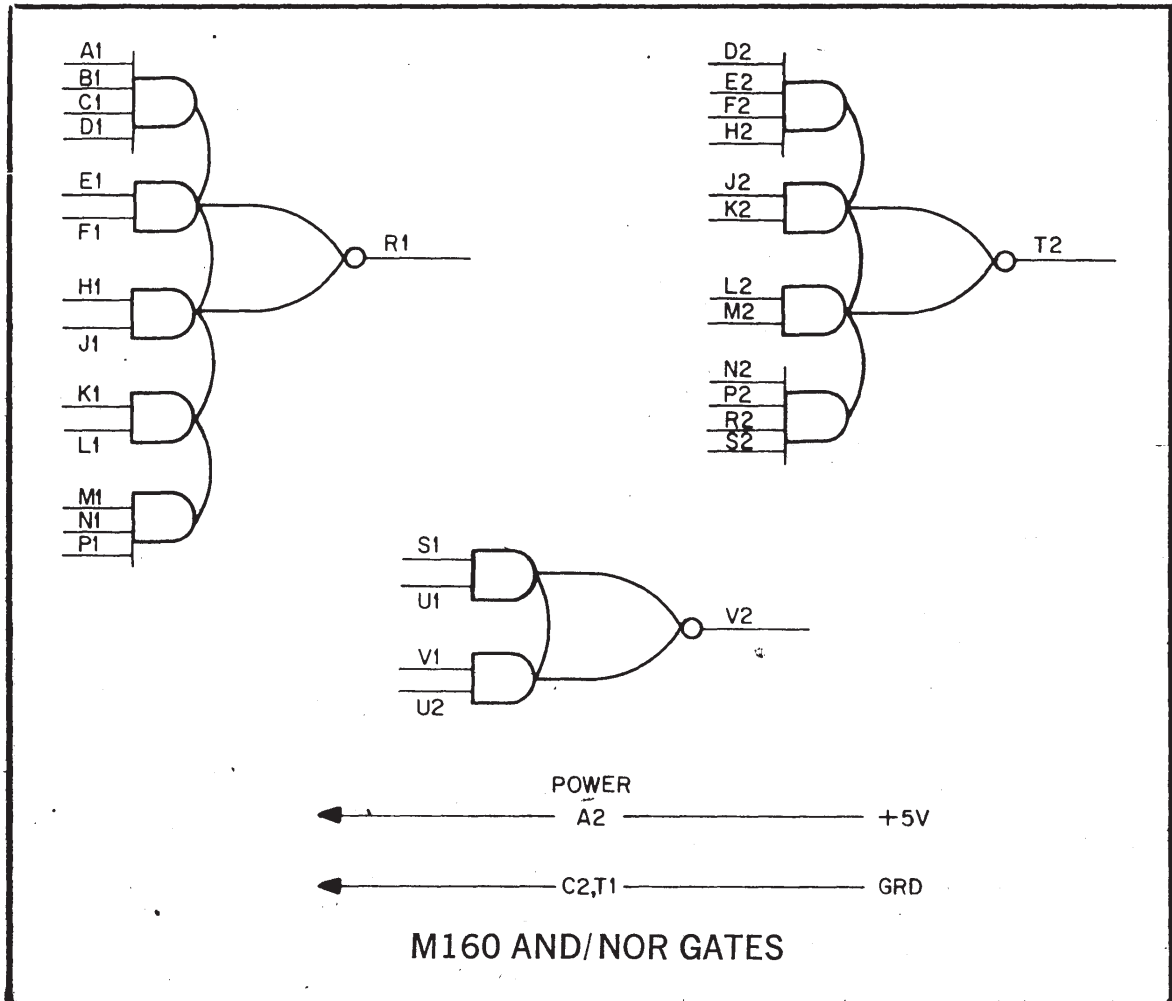 A1
B1
C1
D1
E1
F1
R1
H1
J1
K1
L1
M1
N1
P1
D2
E2
F2
H2
J2
K2
T2
L2
M2
N2
P2
R2
S2
S1
U1
V2
V1
U2
POWER
A2 +5V
C2,T1 GRD
M160 AND/NOR GATES